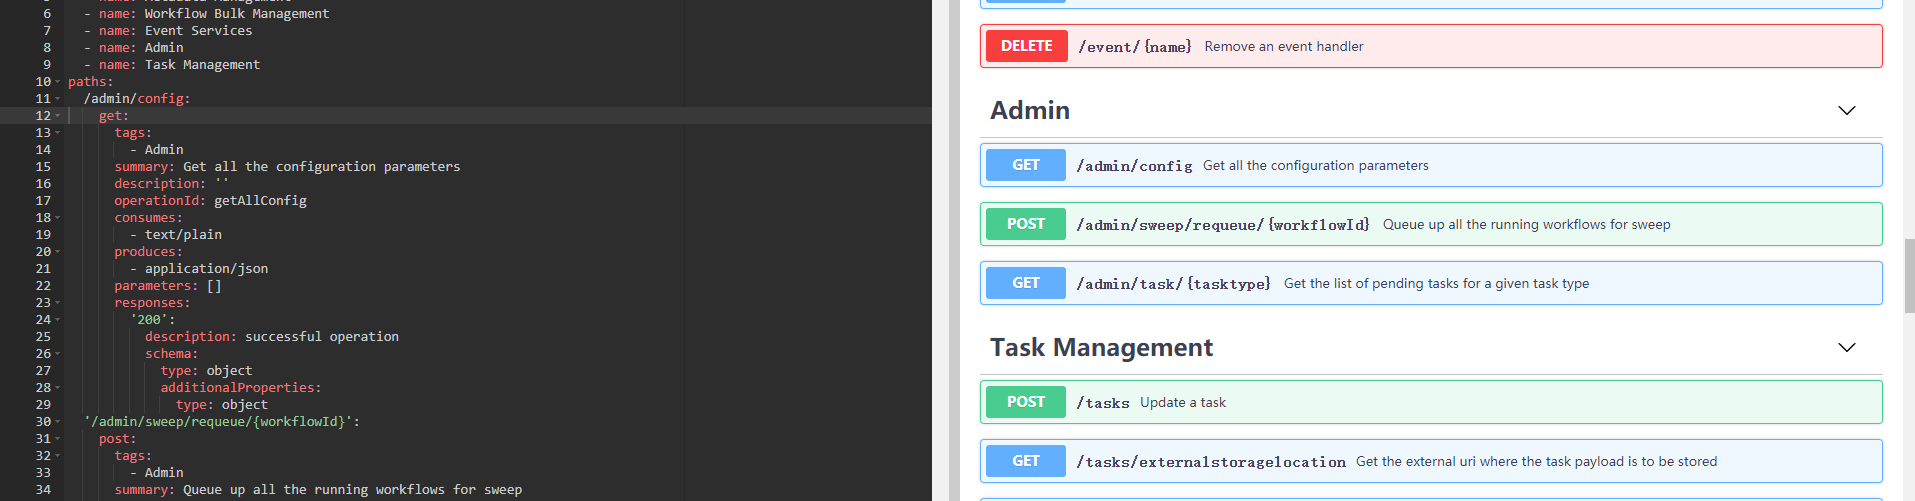 6 - name: Workflow Bulk Management
7 - name: Event Services
8 - name: Admin
9 - name: Task Management
10 paths:
11 /admin/config:
12 get:
13 tags:
14 - Admin
15 summary: Get all the configuration parameters
16 description: ''
17 operationId: getAllConfig
18 consumes:
19 - text/plain
20 produces:
21 - application/json
22 parameters: []
23 responses:
24 '200':
25 description: successful operation
26 schema:
27 type: object
28 additionalProperties:
29 type: object
30 '/admin/sweep/requeue/{workflowId}':
31 post:
32 tags:
33 - Admin
34 summary: Queue up all the running workflows for sweep
DELETE /event/{name} Remove an event handler
Admin
GET /admin/config Get all the configuration parameters
POST /admin/sweep/requeue/{workflowId} Queue up all the running workflows for sweep
GET /admin/task/{tasktype} Get the list of pending tasks for a given task type
Task Management
POST /tasks Update a task
GET /tasks/externalstoragelocation Get the external uri where the task payload is to be stored